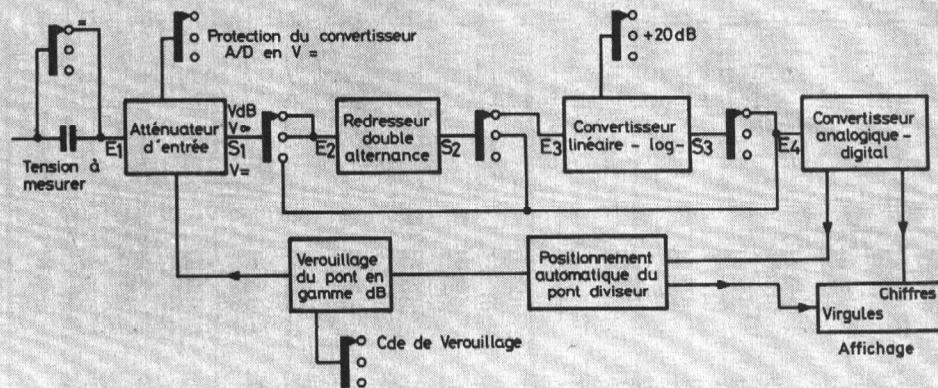 =
Protection du convertisseur
A/D en V =
+20dB
Tension à
mesurer
E1
Atténuateur
d'entrée
VdB
V∞
S1
V=
E2
Redresseur
double
alternance
S2
E3
Convertisseur
linéaire - log-
S3
E4
Convertisseur
analogique -
digital
Verouillage
du pont en
gamme dB
Positionnement
automatique du
pont diviseur
Chiffres
Virgules
Affichage
Cde de Verouillage